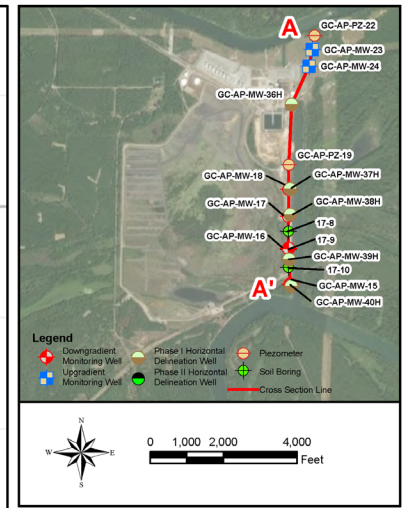 A
GC-AP-PZ-22
GC-AP-MW-23
GC-AP-MW-24
GC-AP-MW-36H
GC-AP-PZ-19
GC-AP-MW-18
GC-AP-MW-37H
GC-AP-MW-17
GC-AP-MW-38H
17-8
GC-AP-MW-16
17-9
GC-AP-MW-39H
17-10
A'
GC-AP-MW-15
GC-AP-MW-40H
Legend
Downgradient
Monitoring Well
Phase I Horizontal
Delineation Well
Piezometer
Upgradient
Monitoring Well
Phase II Horizontal
Delineation Well
Soil Boring
Cross Section Line
N
W
E
S
0 1,000 2,000 4,000
Feet